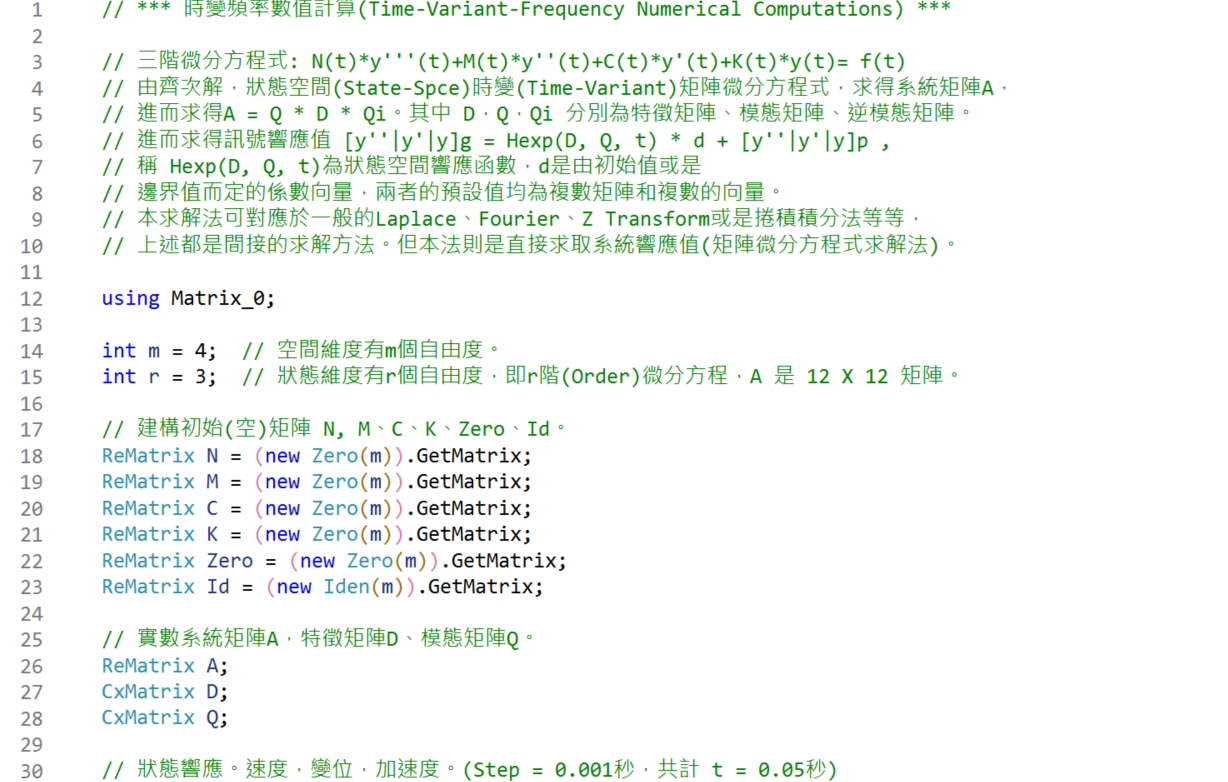 1 // *** 時變頻率數值計算(Time-Variant-Frequency Numerical Computations) ***
2
3 // 三階微分方程式: N(t)*y'''(t)+M(t)*y''(t)+C(t)*y'(t)+K(t)*y(t)= f(t)
4 // 由齊次解，狀態空間(State-Spce)時變(Time-Variant)矩陣微分方程式，求得系統矩陣A，
5 // 進而求得A = Q * D * Qi。其中 D，Q，Qi 分別為特徵矩陣、模態矩陣、逆模態矩陣。
6 // 進而求得訊號響應值 [y''|y'|y]g = Hexp(D, Q, t) * d + [y''|y'|y]p ,
7 // 稱 Hexp(D, Q, t)為狀態空間響應函數，d是由初始值或是
8 // 邊界值而定的係數向量，兩者的預設值均為複數矩陣和複數的向量。
9 // 本求解法可對應於一般的Laplace、Fourier、Z Transform或是捲積積分法等等，
10 // 上述都是間接的求解方法。但本法則是直接求取系統響應值(矩陣微分方程式求解法)。
11
12 using Matrix_0;
13
14 int m = 4; // 空間維度有m個自由度。
15 int r = 3; // 狀態維度有r個自由度，即r階(Order)微分方程，A 是 12 X 12 矩陣。
16
17 // 建構初始(空)矩陣 N, M、C、K、Zero、Id。
18 ReMatrix N = (new Zero(m)).GetMatrix;
19 ReMatrix M = (new Zero(m)).GetMatrix;
20 ReMatrix C = (new Zero(m)).GetMatrix;
21 ReMatrix K = (new Zero(m)).GetMatrix;
22 ReMatrix Zero = (new Zero(m)).GetMatrix;
23 ReMatrix Id = (new Iden(m)).GetMatrix;
24
25 // 實數系統矩陣A，特徵矩陣D、模態矩陣Q。
26 ReMatrix A;
27 CxMatrix D;
28 CxMatrix Q;
29
30 // 狀態響應。速度，變位，加速度。(Step = 0.001秒，共計 t = 0.05秒)